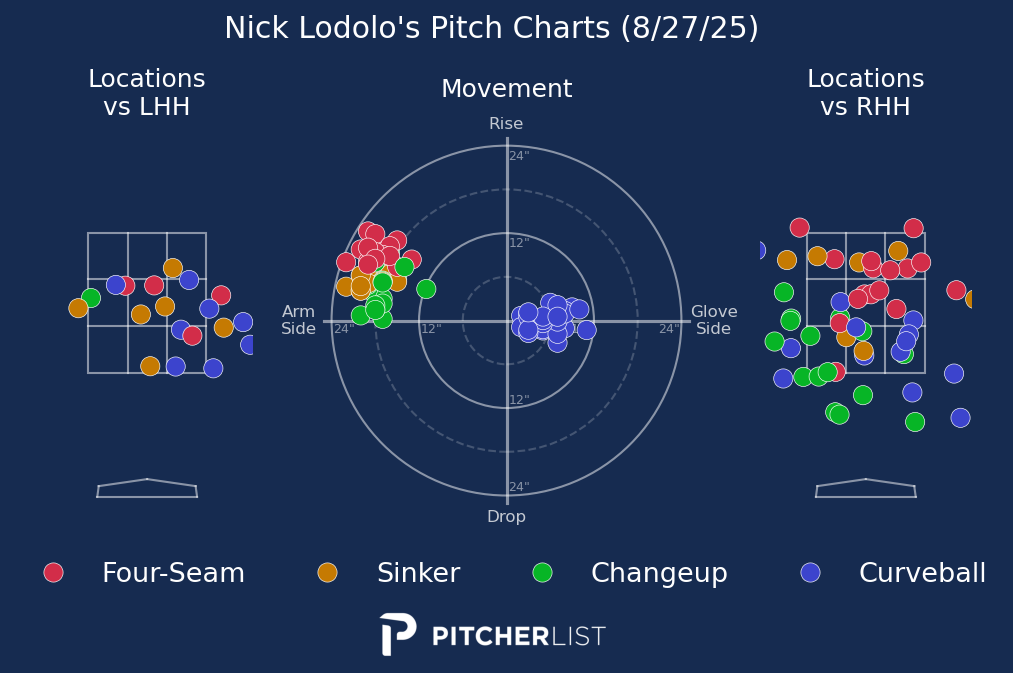 Nick Lodolo's Pitch Charts (8/27/25)
Locations
vs LHH
Movement
Locations
vs RHH
Rise
24"
12"
Arm
Side
24"
12"
24"
Glove
Side
12"
24"
Drop
Four-Seam
Sinker
Changeup
Curveball
PITCHERLIST